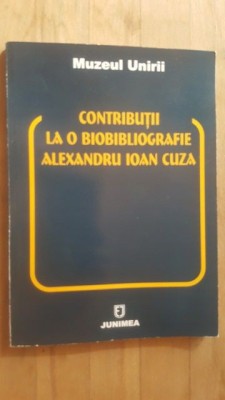 Muzeul Unirii
CONTRIBUȚII
LA O BIOBIBLIOGRAFIE
ALEXANDRU IOAN CUZA
JUNIMEA